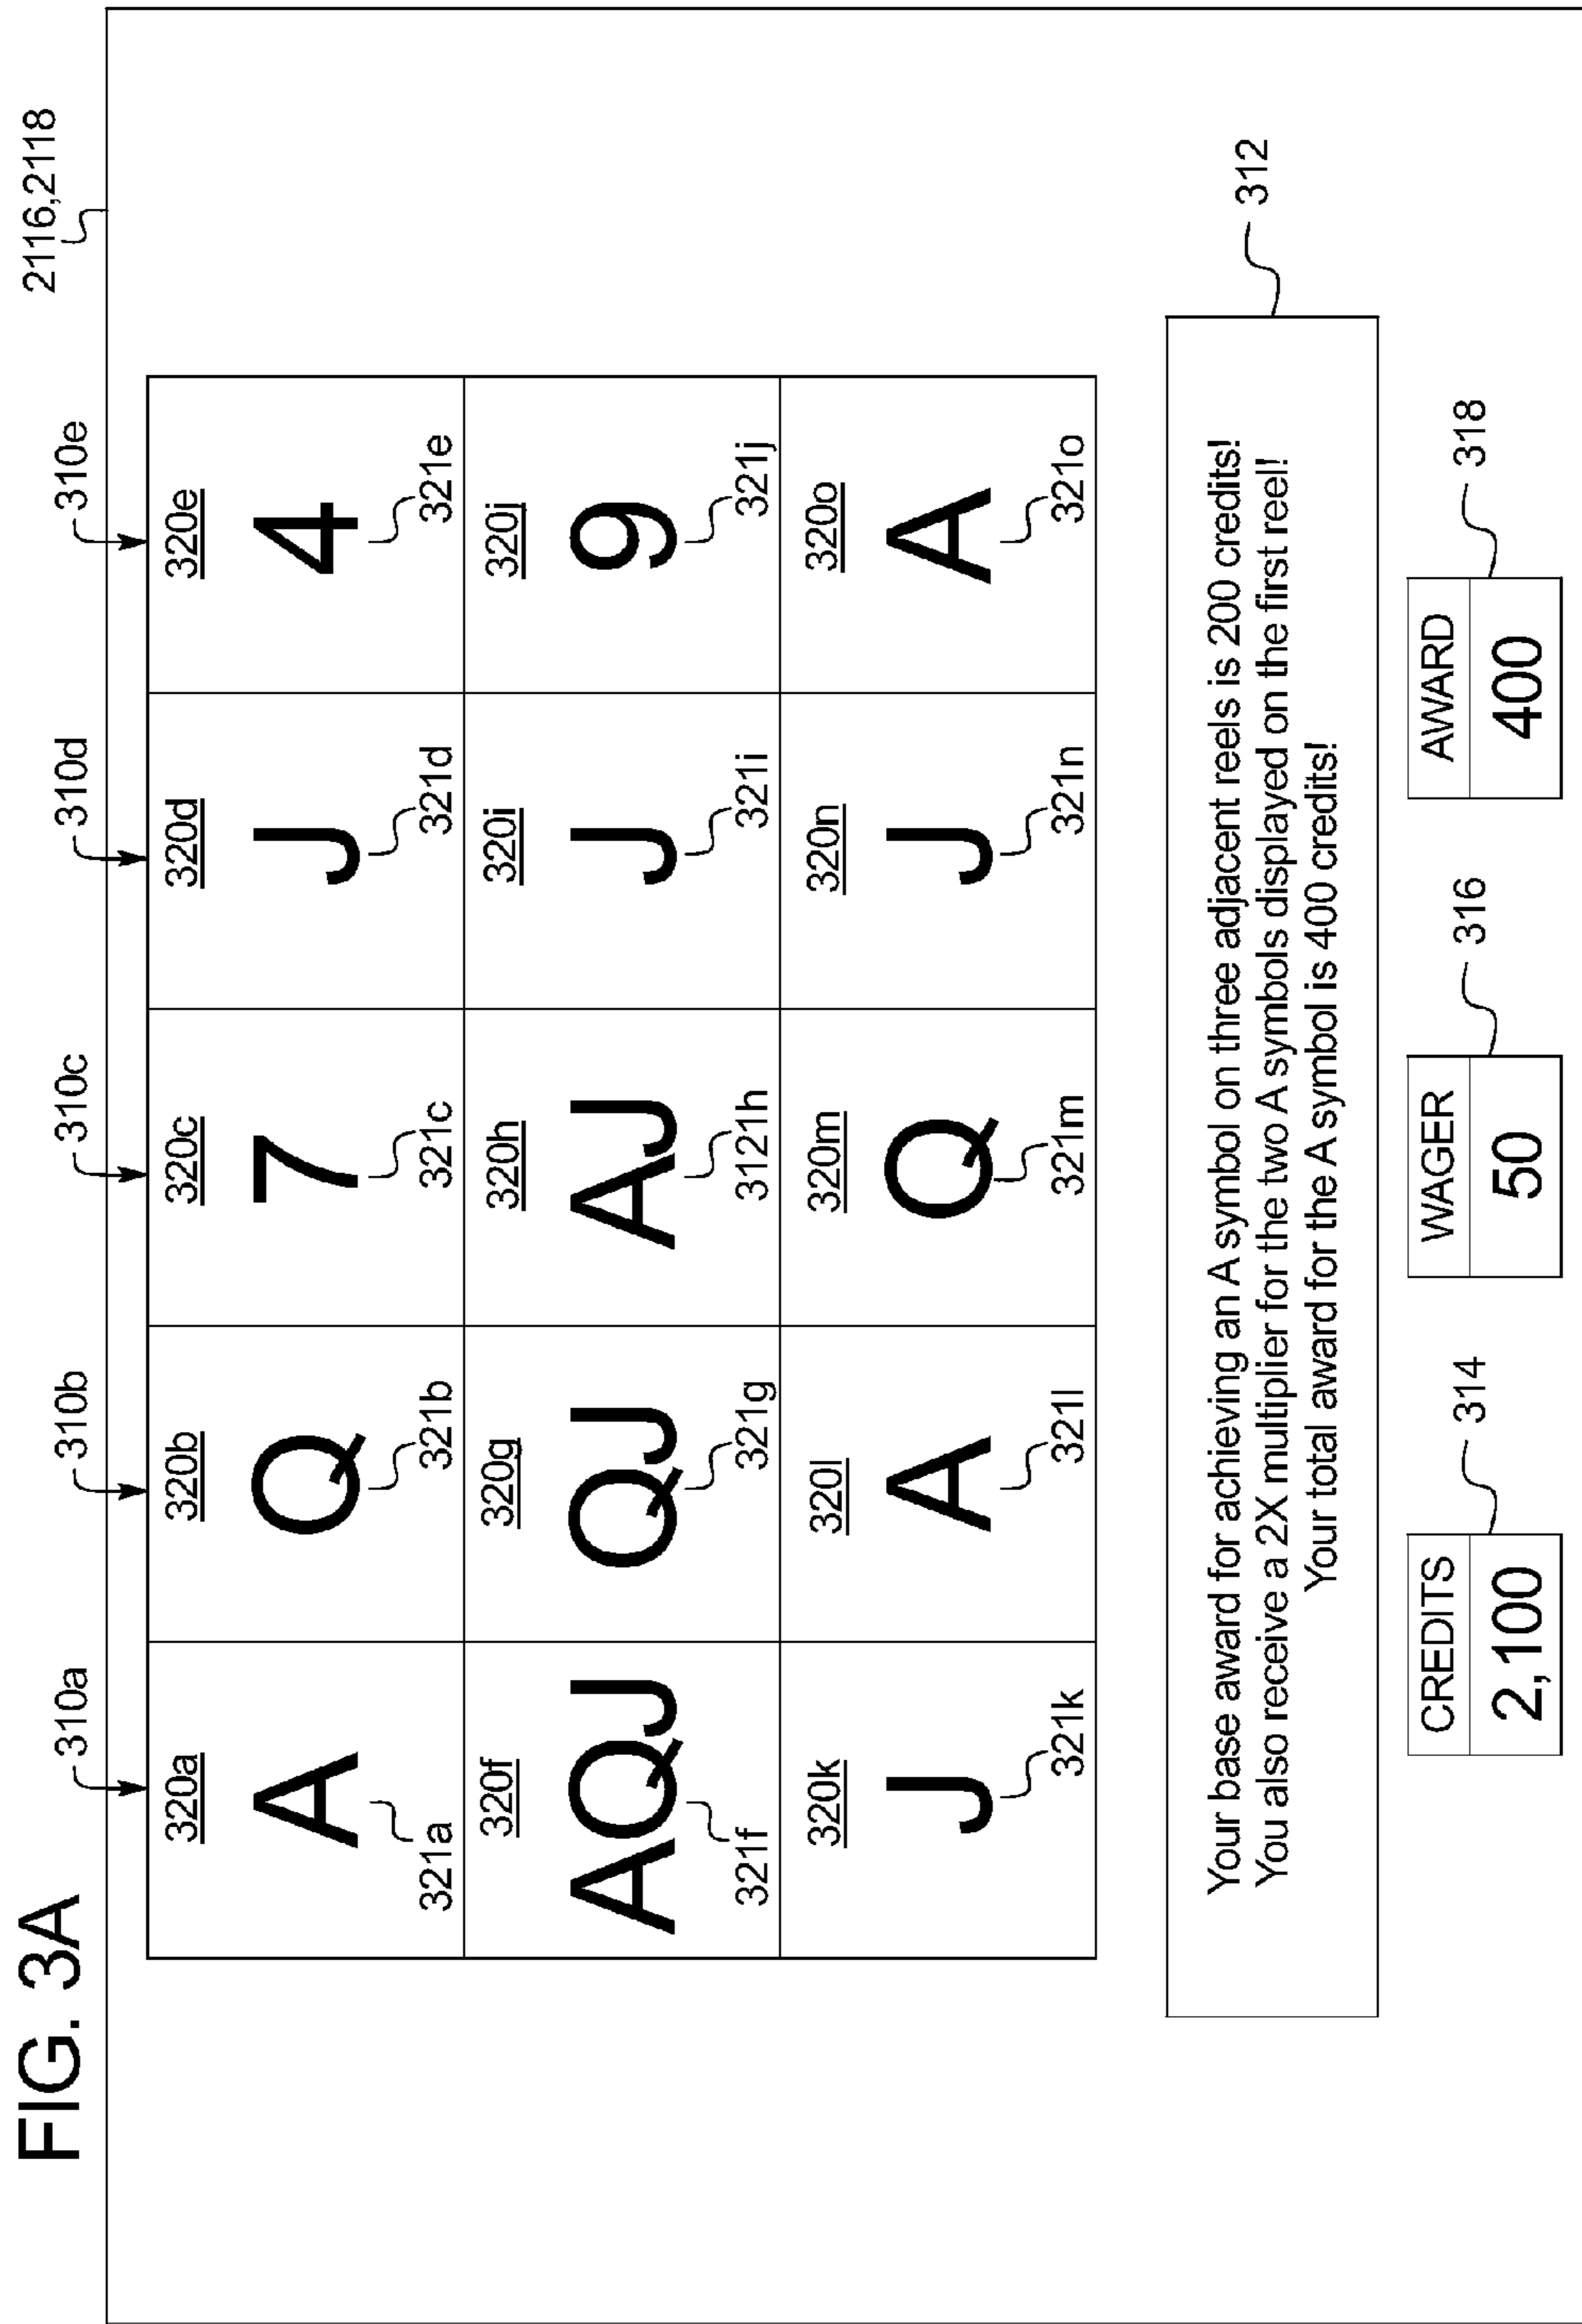 FIG. 3A
2116,2118
310a 310b 310c 310d 310e
320a 320b 320c 320d 320e
A Q 7 J 4
321a 321b 321c 321d 321e
320f 320g 320h 320i 320j
AQJ QJ AJ J 9
321f 321g 3121h 321i 321j
320k 320l 320m 320n 320o
J A Q J A
321k 321l 321m 321n 321o
Your base award for achieving an A symbol on three adjacent reels is 200 credits!
You also receive a 2X multiplier for the two A symbols displayed on the first reel!
Your total award for the A symbol is 400 credits!
312
314 316 318
CREDITS WAGER AWARD
2,100 50 400